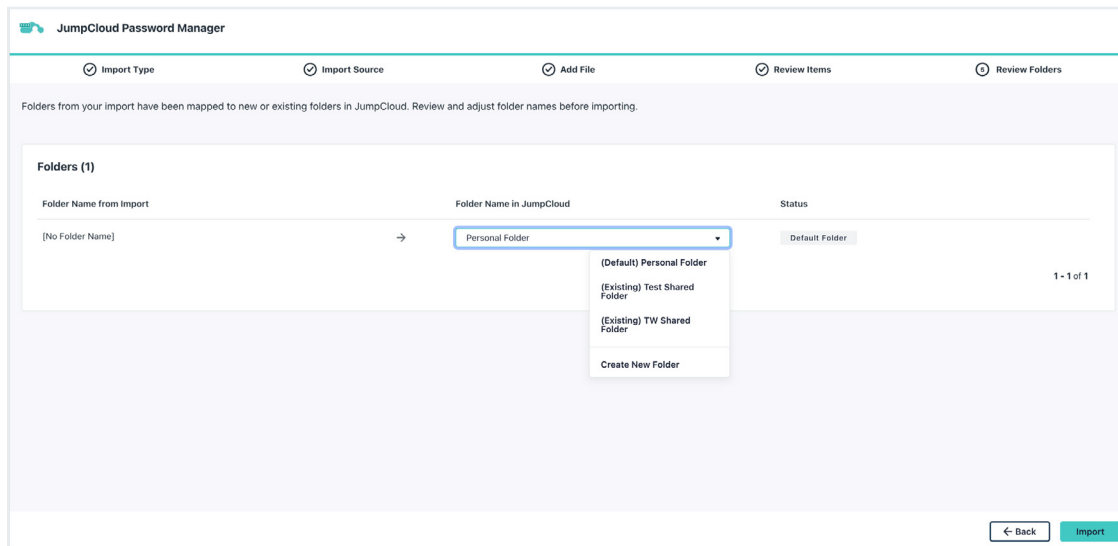 JumpCloud Password Manager
Import Type
Import Source
Add File
Review Items
5 Review Folders
Folders from your import have been mapped to new or existing folders in JumpCloud. Review and adjust folder names before importing.
Folders (1)
Folder Name from Import
Folder Name in JumpCloud
Status
[No Folder Name] → Personal Folder
Default Folder
(Default) Personal Folder
(Existing) Test Shared
Folder
(Existing) TW Shared
Folder
Create New Folder
1 - 1 of 1
← Back
Import